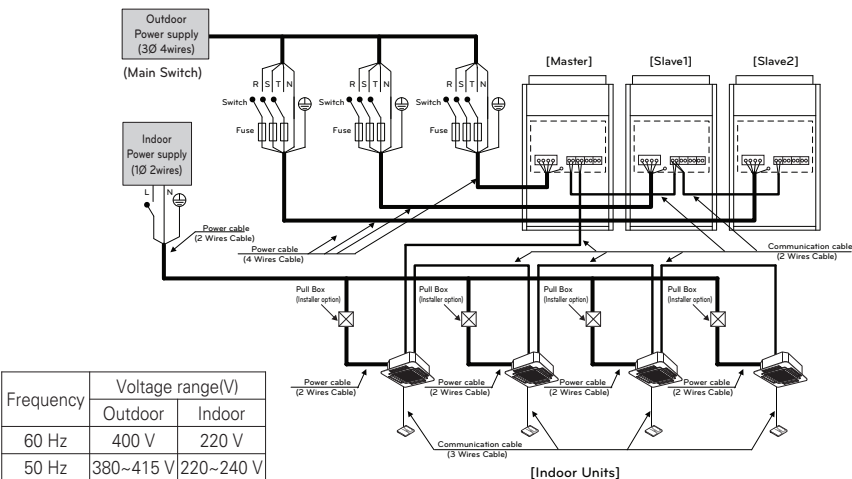 Outdoor
Power supply
(3Ø 4wires)
(Main Switch)
[Master]
[Slave1]
[Slave2]
R S T N
R S T N
R S T N
Switch
Switch
Switch
Fuse
Fuse
Fuse
Indoor
Power supply
(1Ø 2wires)
L N
Power cable
(2 Wires Cable)
Power cable
(4 Wires Cable)
Communication cable
(2 Wires Cable)
Pull Box
(Installer option)
Pull Box
(Installer option)
Pull Box
(Installer option)
Pull Box
(Installer option)
Power cable
(2 Wires Cable)
Power cable
(2 Wires Cable)
Power cable
(2 Wires Cable)
Power cable
(2 Wires Cable)
Communication cable
(3 Wires Cable)
[Indoor Units]
Frequency Voltage range(V)
Outdoor Indoor
60 Hz 400 V 220 V
50 Hz 380~415 V 220~240 V